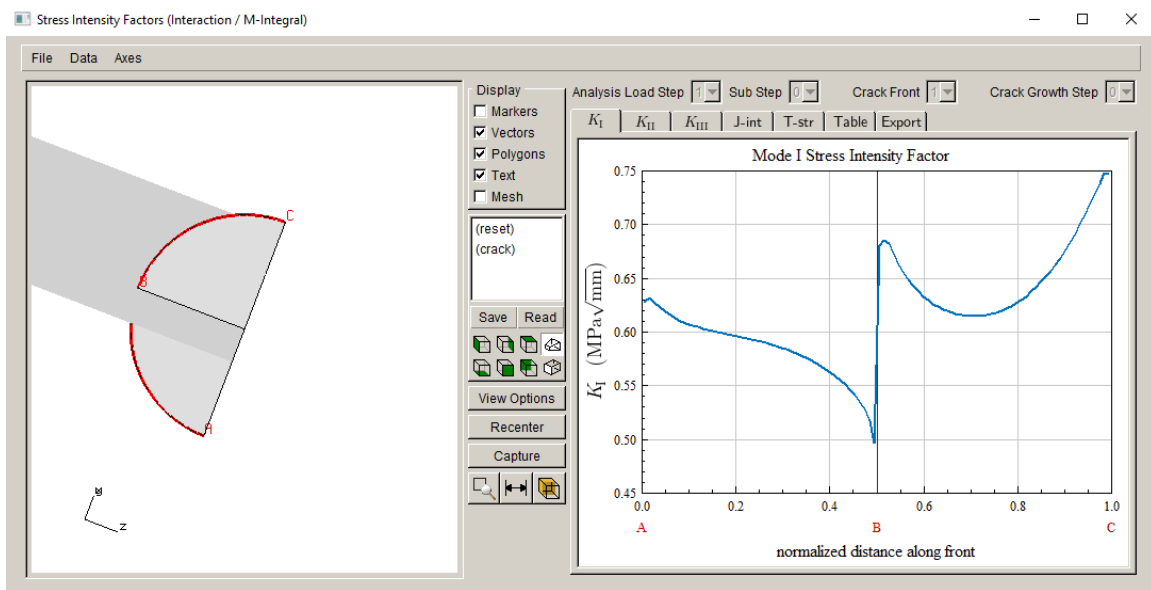 Stress Intensity Factors (Interaction / M-Integral)
File Data Axes
Display
Markers
Vectors
Polygons
Text
Mesh
(reset)
(crack)
Save Read
View Options
Recenter
Capture
C
B
A
z
Analysis Load Step 1 Sub Step 0 Crack Front 1 Crack Growth Step 0
K_I K_II K_III J-int T-str Table Export
Mode I Stress Intensity Factor
0.75
0.70
0.65
0.60
0.55
0.50
0.45
K_I (MPa√mm)
0.0 0.2 0.4 0.6 0.8 1.0
A B C
normalized distance along front